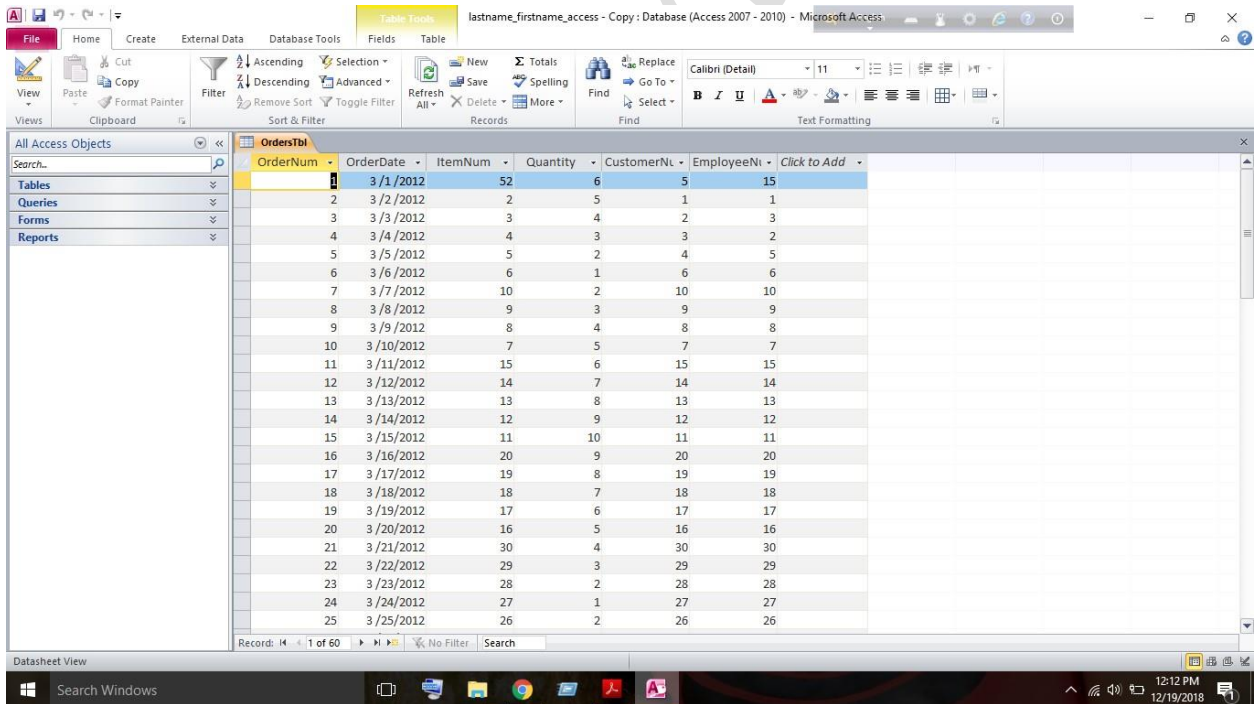 Table Tools
lastname_firstname_access - Copy : Database (Access 2007 - 2010) - Microsoft Access
File Home Create External Data Database Tools Fields Table
View
Views
Paste
Cut
Copy
Format Painter
Clipboard
Filter
Ascending
Descending
Remove Sort
Selection
Advanced
Toggle Filter
Sort & Filter
Refresh All
New
Save
Delete
Totals
Spelling
More
Records
Find
Replace
Go To
Select
Find
Calibri (Detail) 11
B I U A
Text Formatting
All Access Objects
Search...
Tables
Queries
Forms
Reports
OrdersTbl
OrderNum OrderDate ItemNum Quantity CustomerNu EmployeeNu Click to Add
1 3 /1 /2012 52 6 5 15
2 3 /2 /2012 2 5 1 1
3 3 /3 /2012 3 4 2 3
4 3 /4 /2012 4 3 3 2
5 3 /5 /2012 5 2 4 5
6 3 /6 /2012 6 1 6 6
7 3 /7 /2012 10 2 10 10
8 3 /8 /2012 9 3 9 9
9 3 /9 /2012 8 4 8 8
10 3 /10/2012 7 5 7 7
11 3 /11/2012 15 6 15 15
12 3 /12/2012 14 7 14 14
13 3 /13/2012 13 8 13 13
14 3 /14/2012 12 9 12 12
15 3 /15/2012 11 10 11 11
16 3 /16/2012 20 9 20 20
17 3 /17/2012 19 8 19 19
18 3 /18/2012 18 7 18 18
19 3 /19/2012 17 6 17 17
20 3 /20/2012 16 5 16 16
21 3 /21/2012 30 4 30 30
22 3 /22/2012 29 3 29 29
23 3 /23/2012 28 2 28 28
24 3 /24/2012 27 1 27 27
25 3 /25/2012 26 2 26 26
Record: 1 of 60 No Filter Search
Datasheet View
Search Windows
12:12 PM
12/19/2018